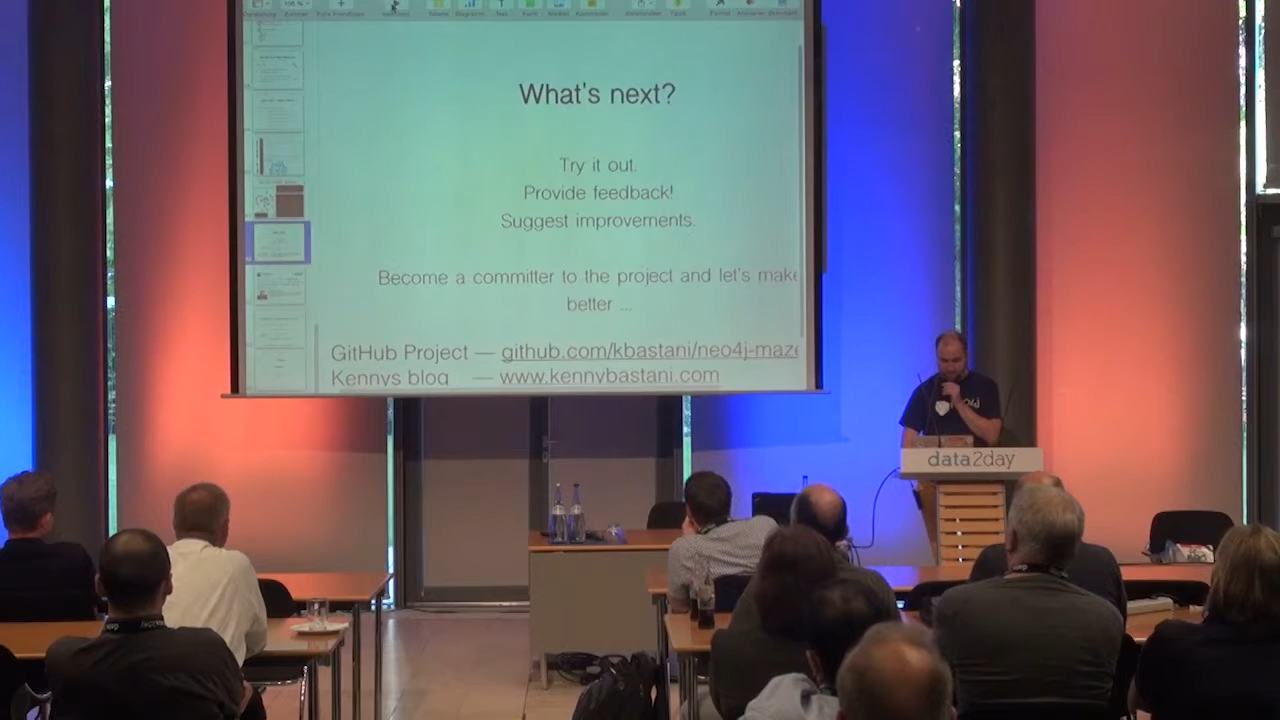 What's next?
Try it out.
Provide feedback!
Suggest improvements.
Become a committer to the project and let's make
better ...
GitHub Project — github.com/kbastani/neo4j-maze
Kennys blog — www.kennybastani.com
data2day